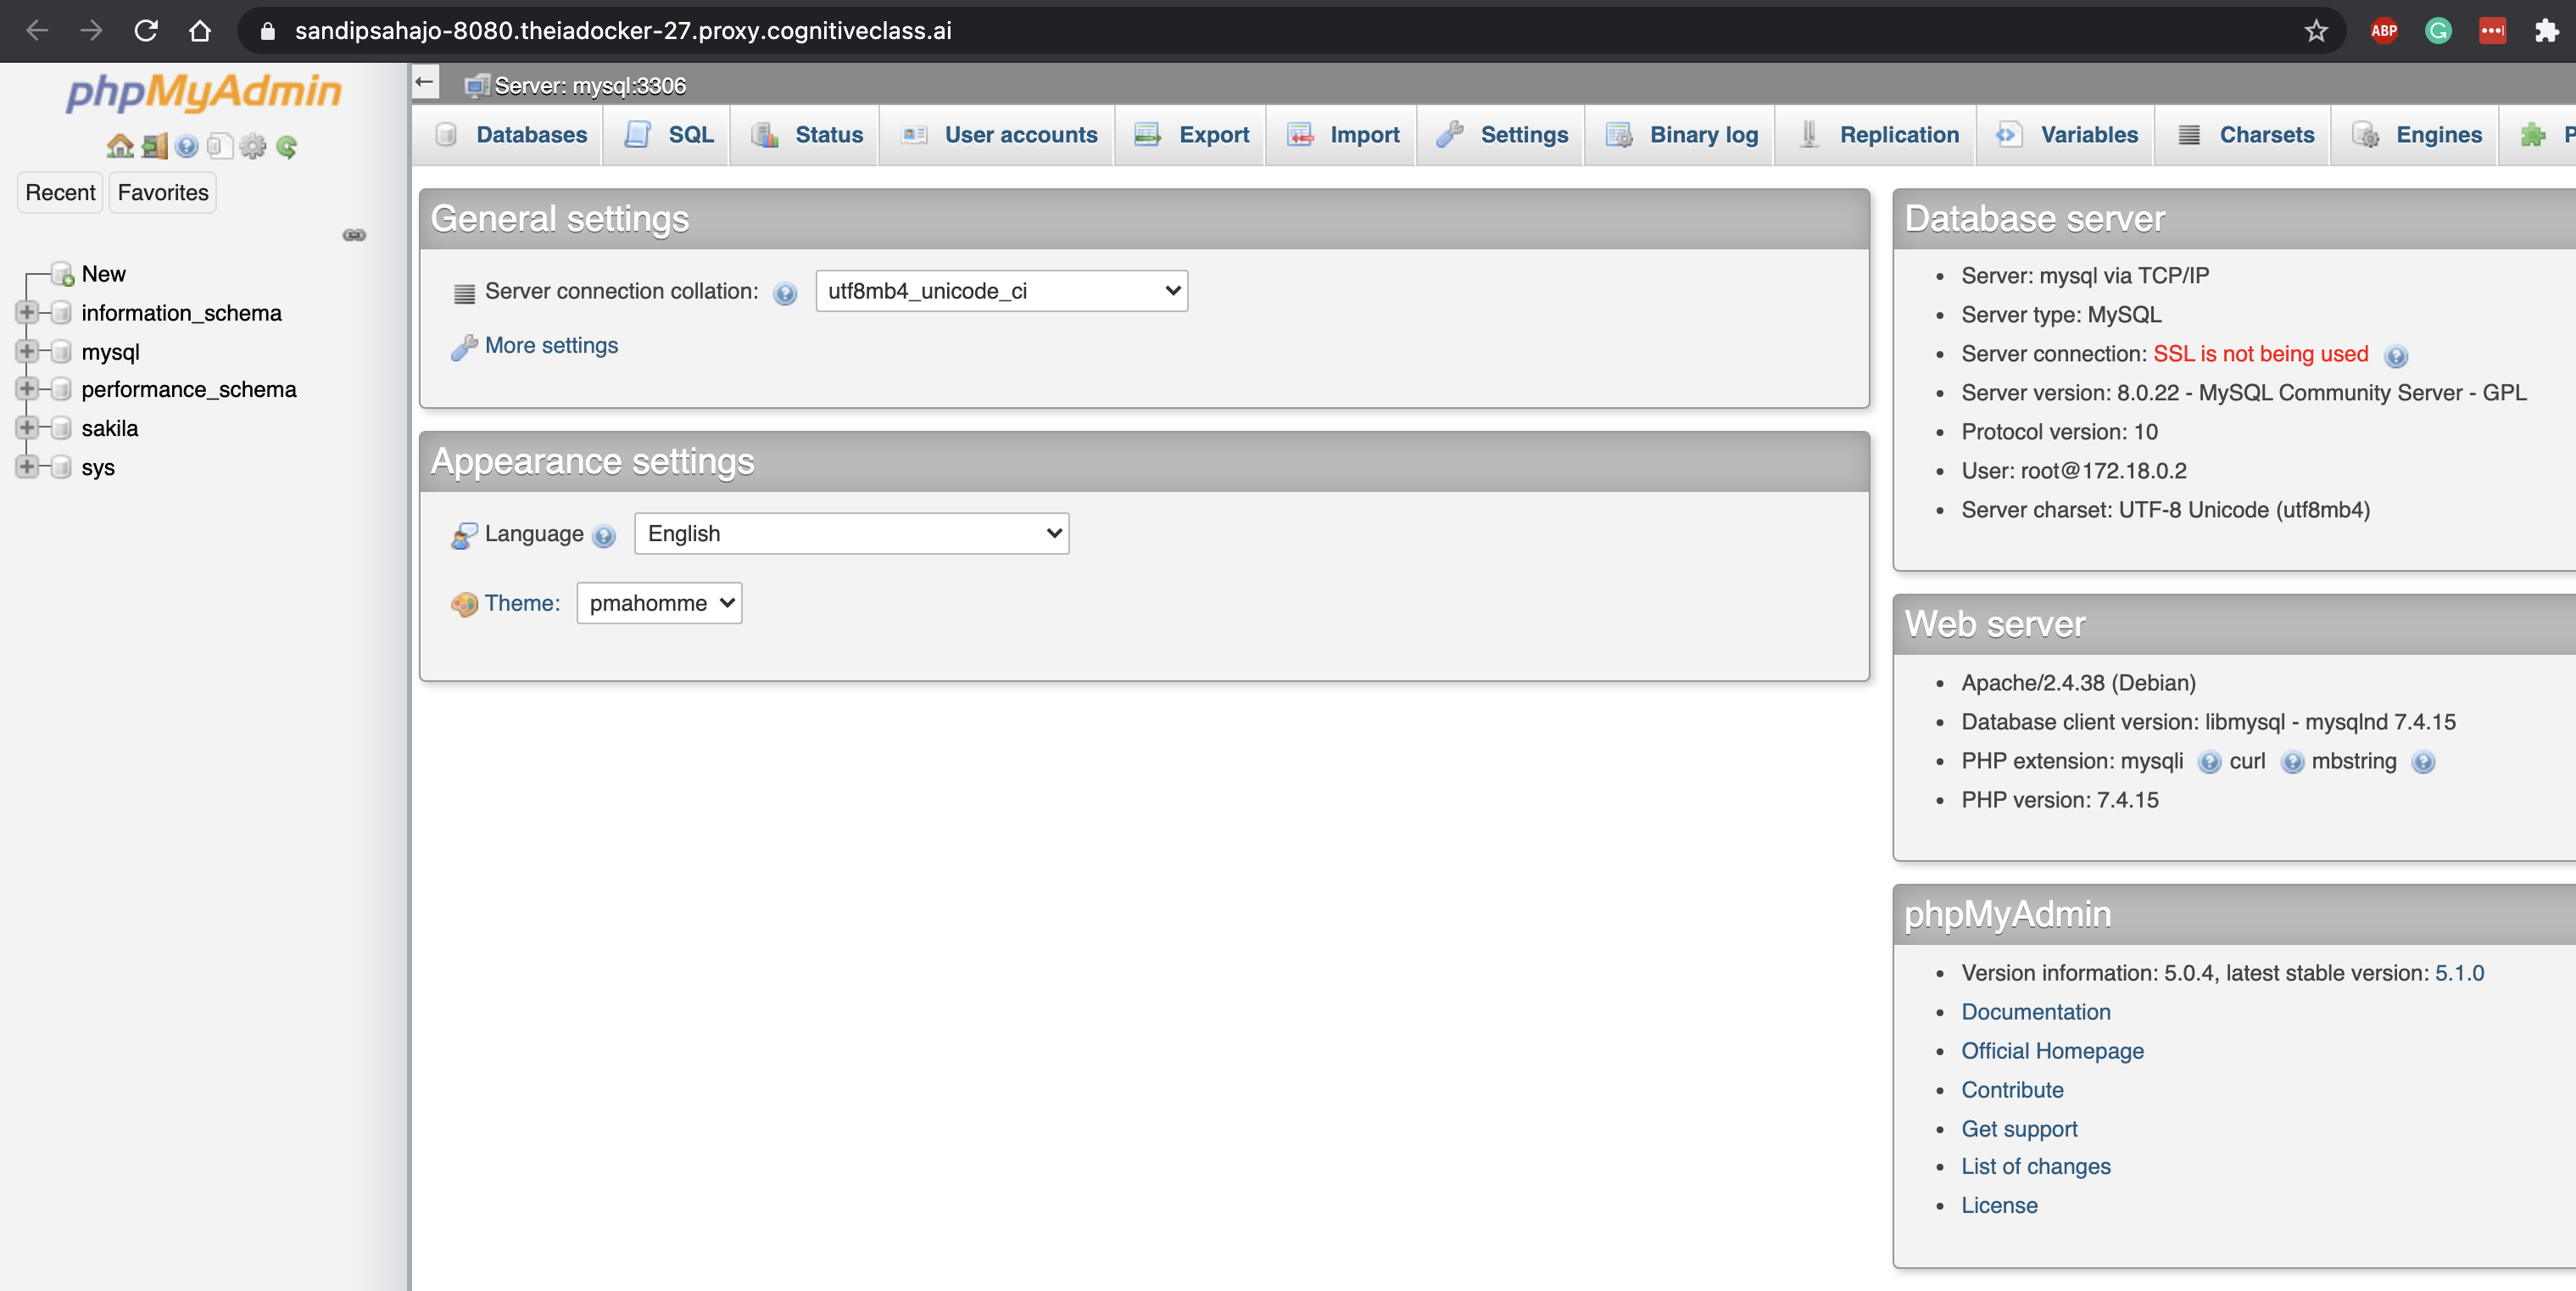 sandipsahajo-8080.theiadocker-27.proxy.cognitiveclass.ai
ABP
phpMyAdmin
Recent
Favorites
New
information_schema
mysql
performance_schema
sakila
sys
Server: mysql:3306
Databases
SQL
Status
User accounts
Export
Import
Settings
Binary log
Replication
Variables
Charsets
Engines
General settings
Server connection collation:
utf8mb4_unicode_ci
More settings
Appearance settings
Language
English
Theme:
pmahomme
Database server
Server: mysql via TCP/IP
Server type: MySQL
Server connection: SSL is not being used
Server version: 8.0.22 - MySQL Community Server - GPL
Protocol version: 10
User: root@172.18.0.2
Server charset: UTF-8 Unicode (utf8mb4)
Web server
Apache/2.4.38 (Debian)
Database client version: libmysql - mysqlnd 7.4.15
PHP extension: mysqli curl mbstring
PHP version: 7.4.15
phpMyAdmin
Version information: 5.0.4, latest stable version: 5.1.0
Documentation
Official Homepage
Contribute
Get support
List of changes
License